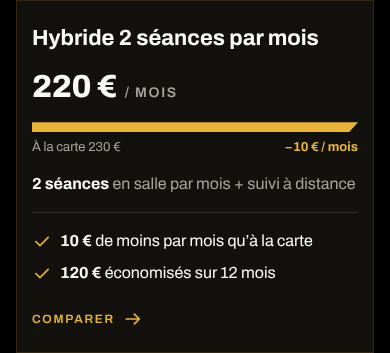 Hybride 2 séances par mois
220 € / MOIS
À la carte 230 € −10 € / mois
2 séances en salle par mois + suivi à distance
10 € de moins par mois qu’à la carte
120 € économisés sur 12 mois
COMPARER →